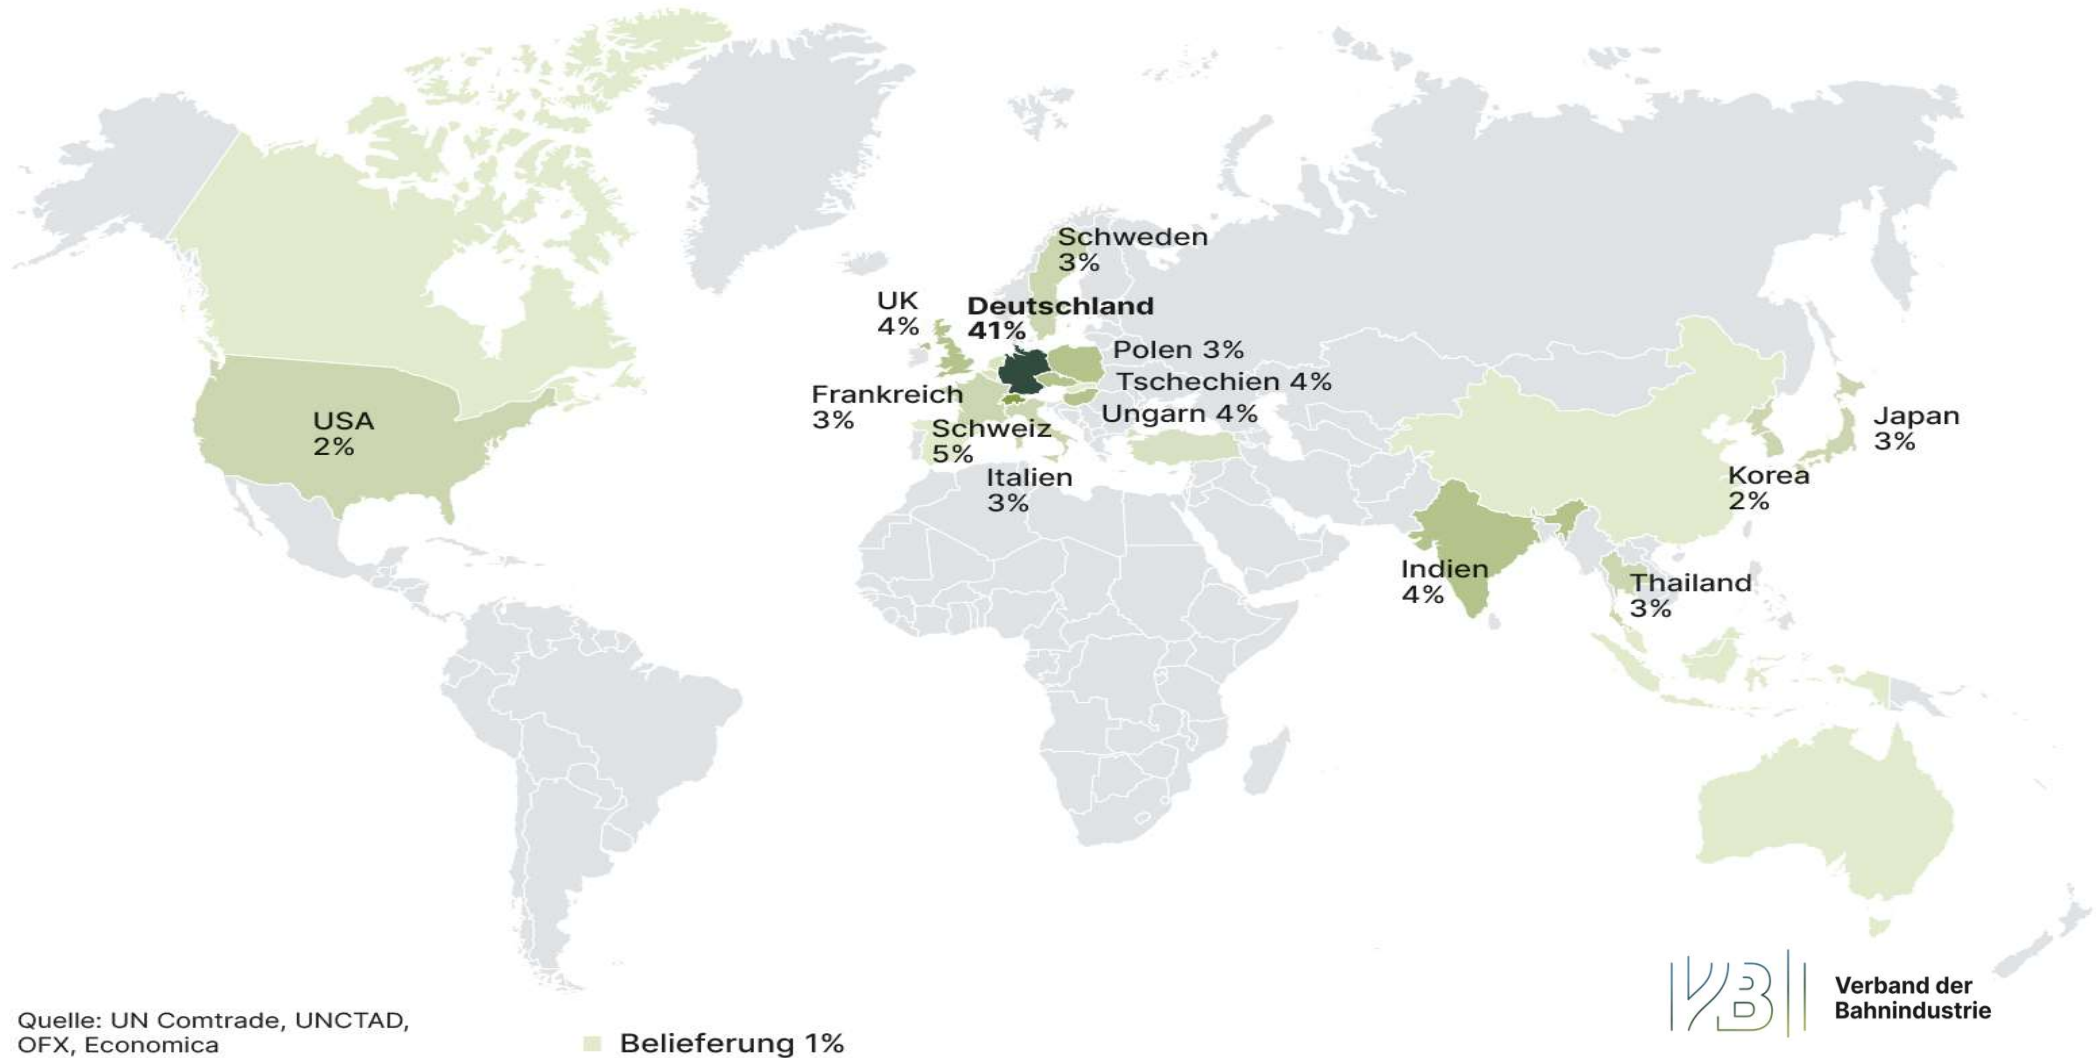 Schweden
3%
UK
4%
Deutschland
41%
Polen 3%
Tschechien 4%
Frankreich
3%
Ungarn 4%
USA
2%
Schweiz
5%
Japan
3%
Italien
3%
Korea
2%
Indien
4%
Thailand
3%
Quelle: UN Comtrade, UNCTAD,
OFX, Economica
Belieferung 1%
VBI
Verband der
Bahnindustrie